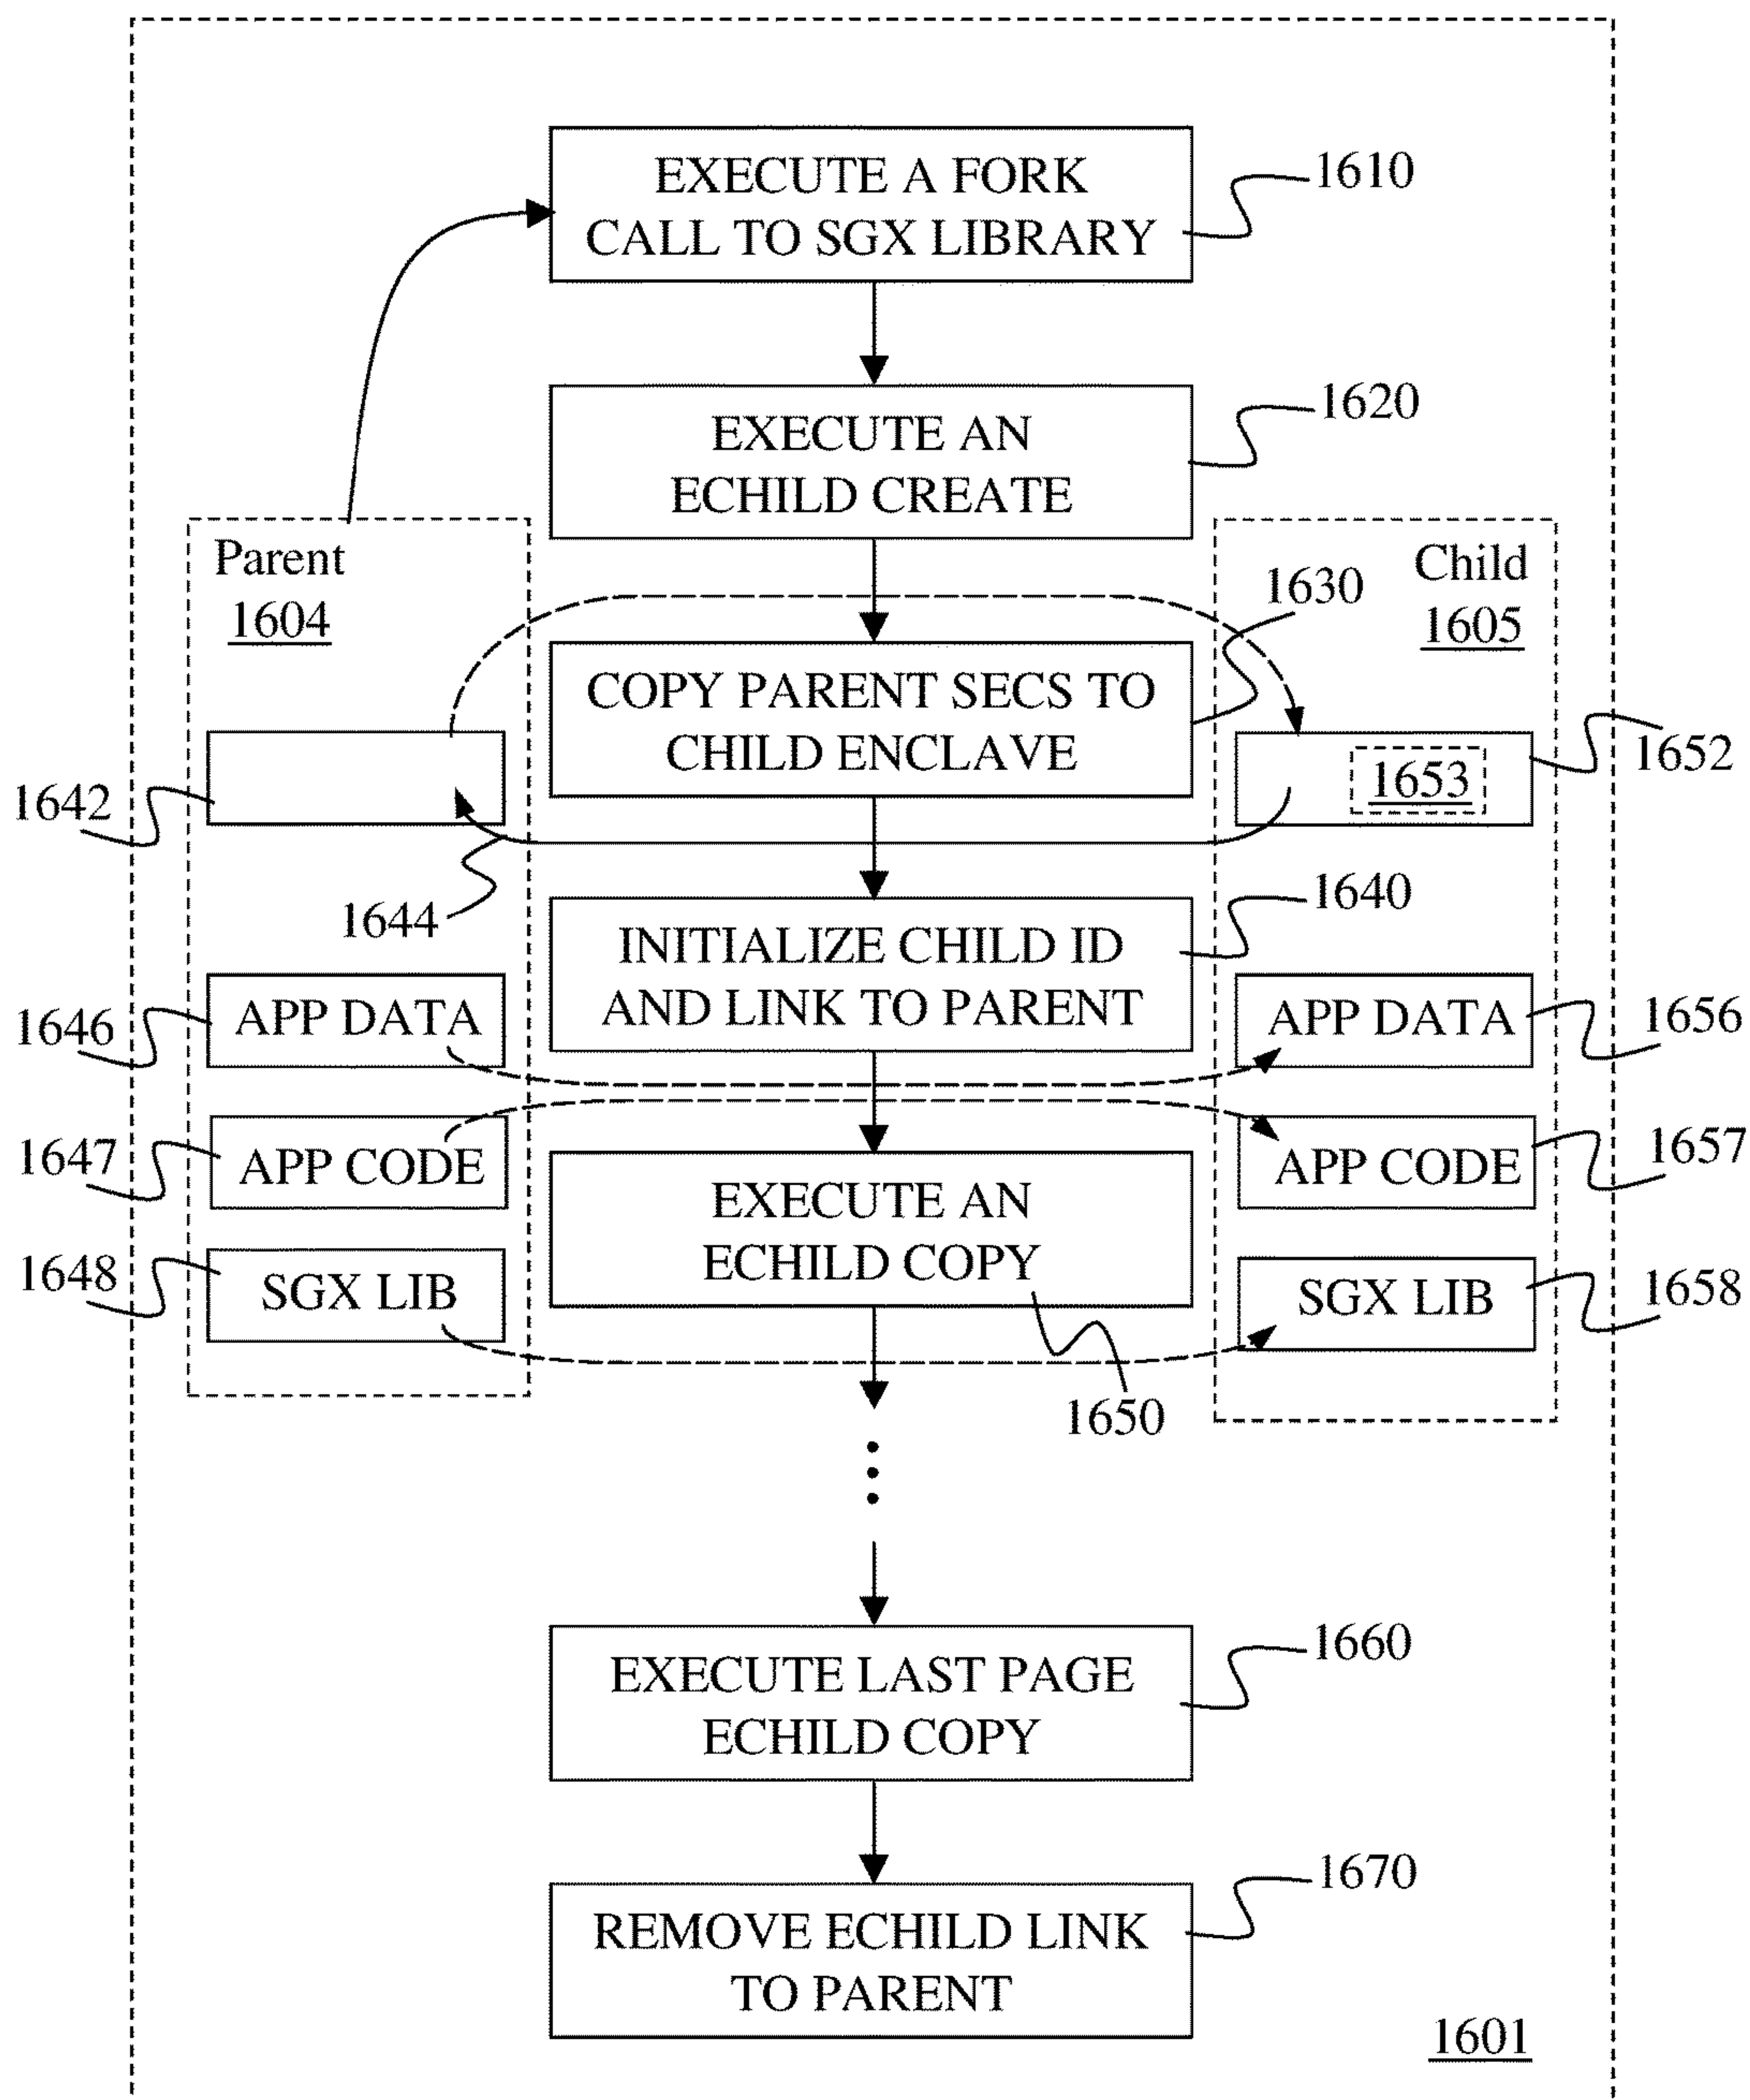 EXECUTE A FORK
CALL TO SGX LIBRARY
1610
EXECUTE AN
ECHILD CREATE
1620
Parent
1604
Child
1605
1630
COPY PARENT SECS TO
CHILD ENCLAVE
1642
1653
1652
1644
1640
INITIALIZE CHILD ID
AND LINK TO PARENT
1646
APP DATA
APP DATA
1656
1647
APP CODE
APP CODE
1657
EXECUTE AN
ECHILD COPY
1648
SGX LIB
SGX LIB
1658
1650
1660
EXECUTE LAST PAGE
ECHILD COPY
1670
REMOVE ECHILD LINK
TO PARENT
1601